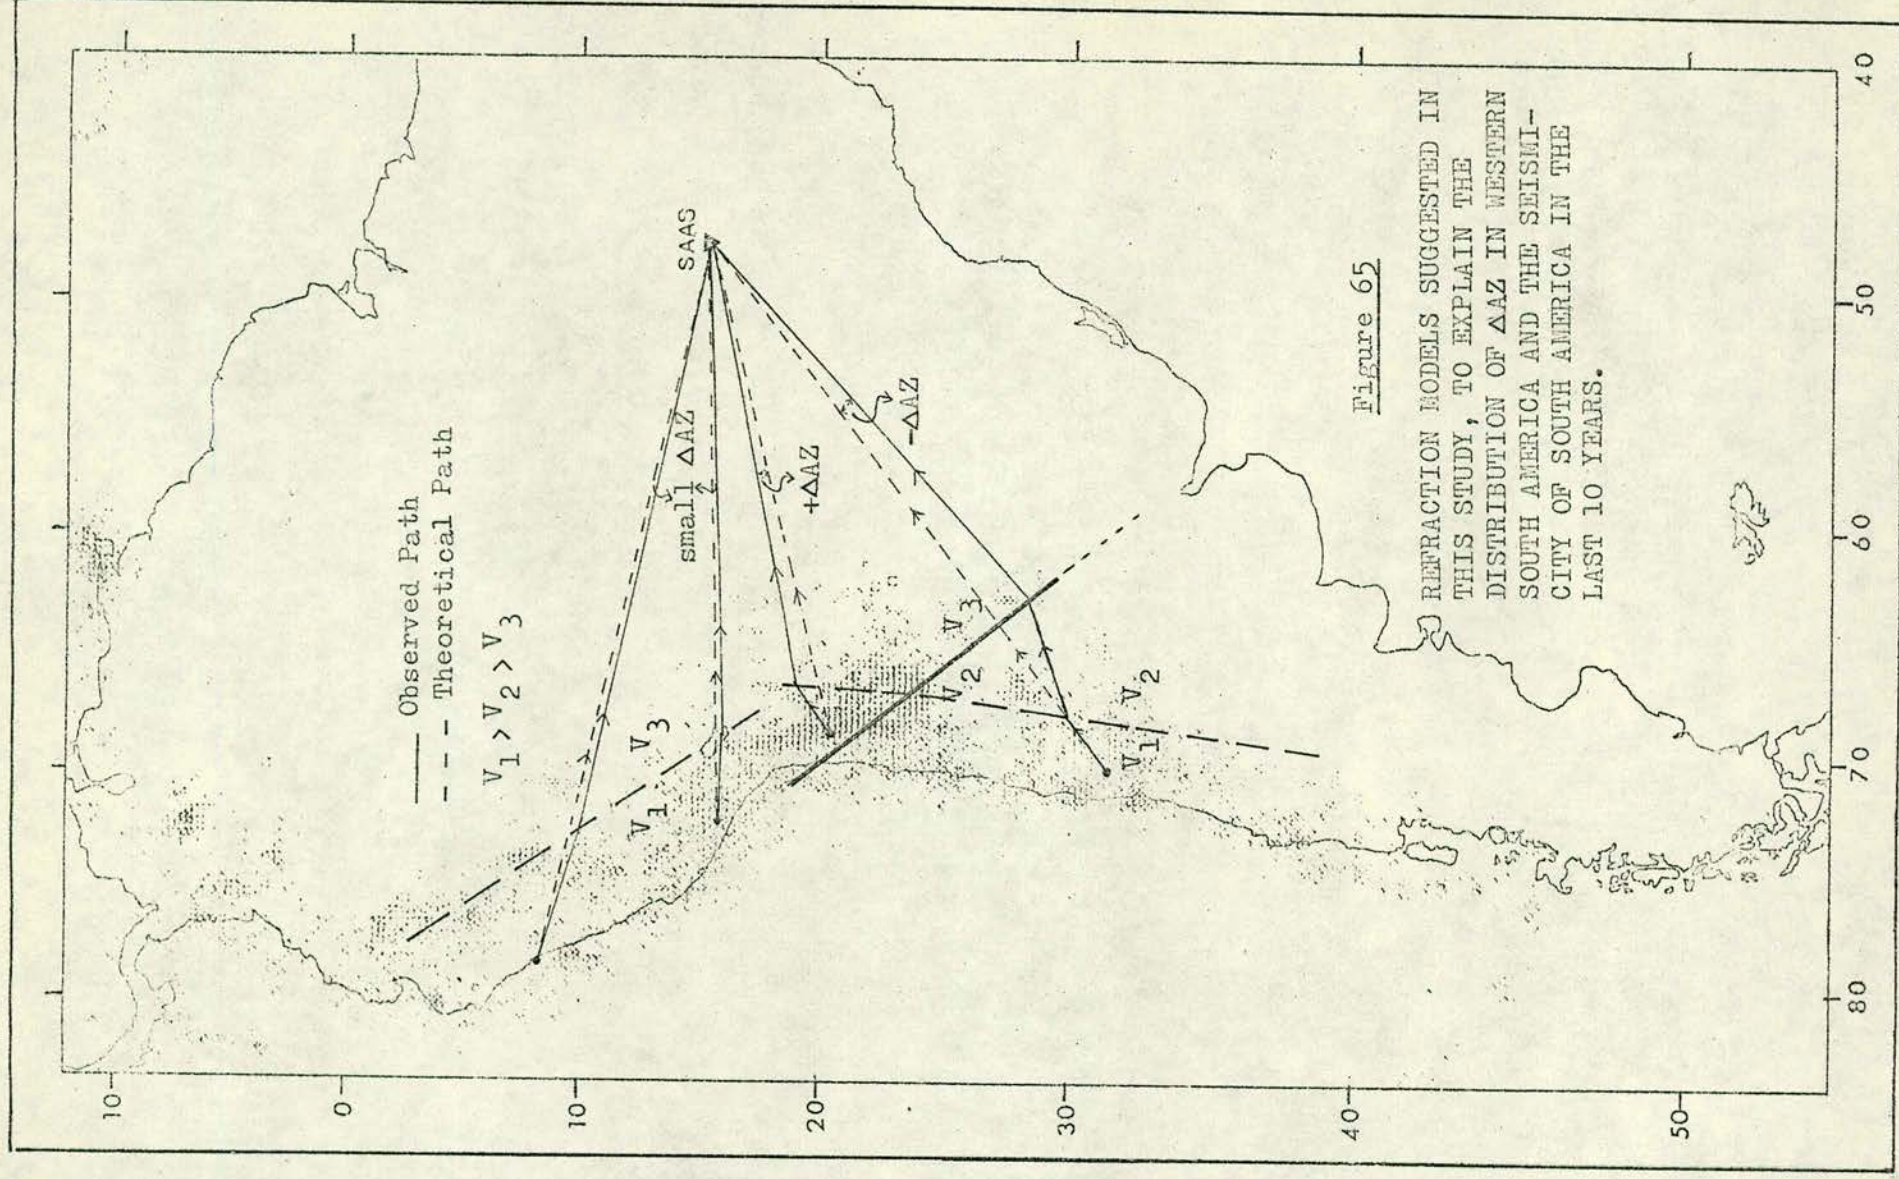 —— Observed Path
- - - Theoretical Path
V1 > V2 > V3
SAAS
small ΔAZ
+ΔAZ
-ΔAZ
V1
V3
V2
V3
V1
V2
10
0
10
20
30
40
50
80
70
60
50
40
Figure 65
REFRACTION MODELS SUGGESTED IN
THIS STUDY, TO EXPLAIN THE
DISTRIBUTION OF ΔAZ IN WESTERN
SOUTH AMERICA AND THE SEISMI-
CITY OF SOUTH AMERICA IN THE
LAST 10 YEARS.